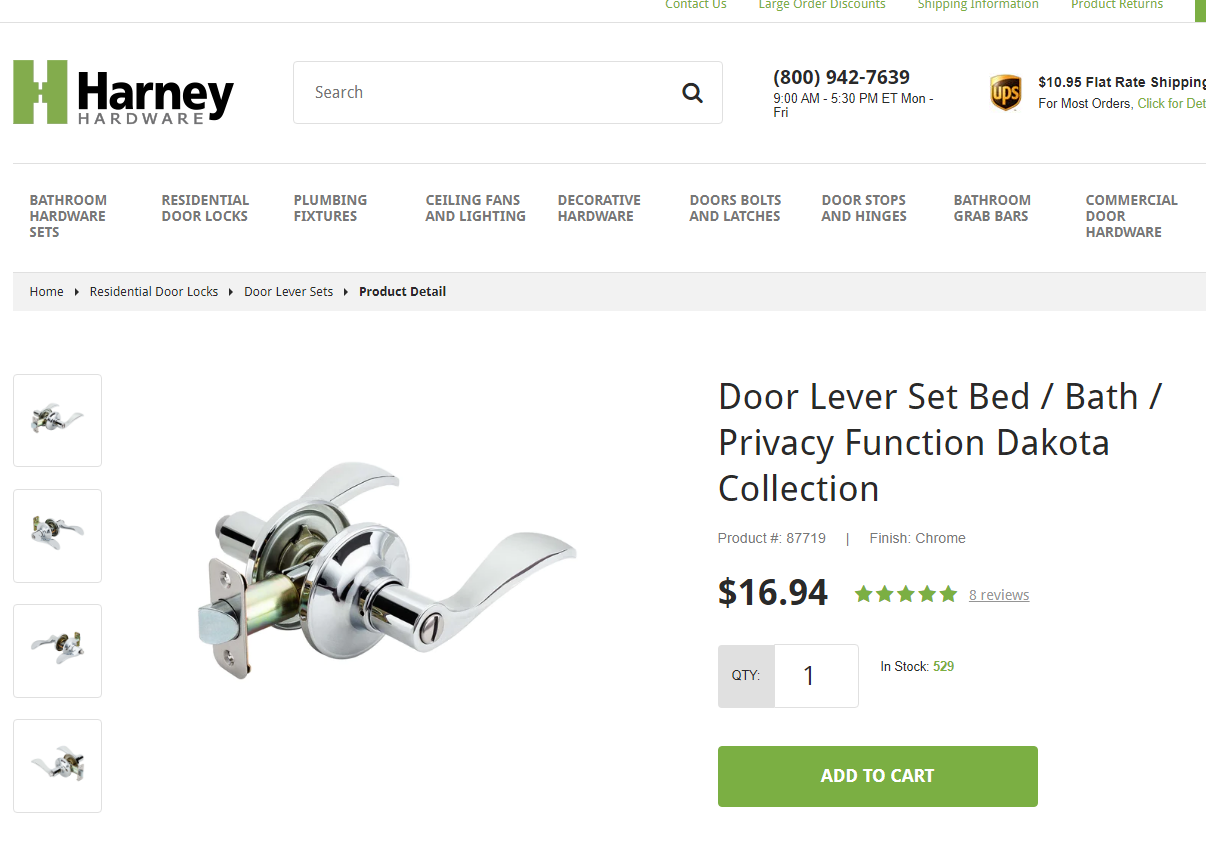 Contact Us
Large Order Discounts
Shipping Information
Product Returns
Harney
HARDWARE
Search
(800) 942-7639
9:00 AM - 5:30 PM ET Mon -
Fri
ups
$10.95 Flat Rate Shipping
For Most Orders, Click for Det
BATHROOM
HARDWARE
SETS
RESIDENTIAL
DOOR LOCKS
PLUMBING
FIXTURES
CEILING FANS
AND LIGHTING
DECORATIVE
HARDWARE
DOORS BOLTS
AND LATCHES
DOOR STOPS
AND HINGES
BATHROOM
GRAB BARS
COMMERCIAL
DOOR
HARDWARE
Home Residential Door Locks Door Lever Sets Product Detail
Door Lever Set Bed / Bath /
Privacy Function Dakota
Collection
Product #: 87719 | Finish: Chrome
$16.94 8 reviews
QTY: 1
In Stock: 529
ADD TO CART